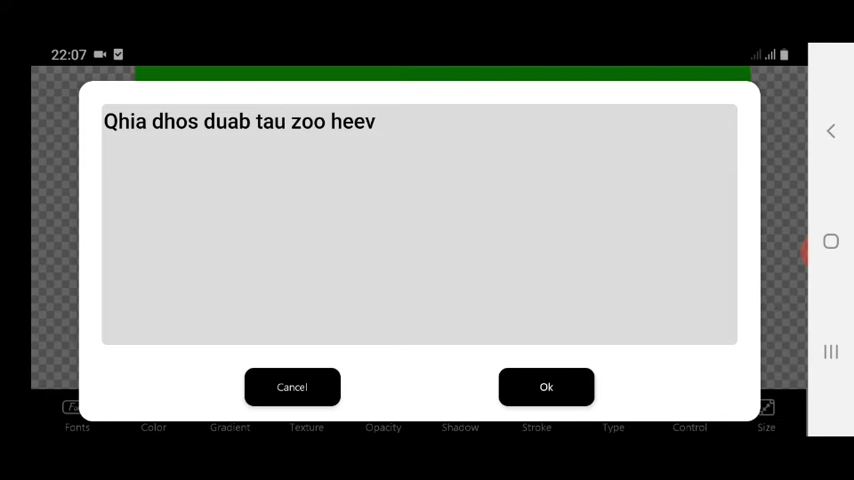 22:07
Qhia dhos duab tau zoo heev
Cancel
Ok
Fonts
Color
Gradient
Texture
Opacity
Shadow
Stroke
Type
Control
Size